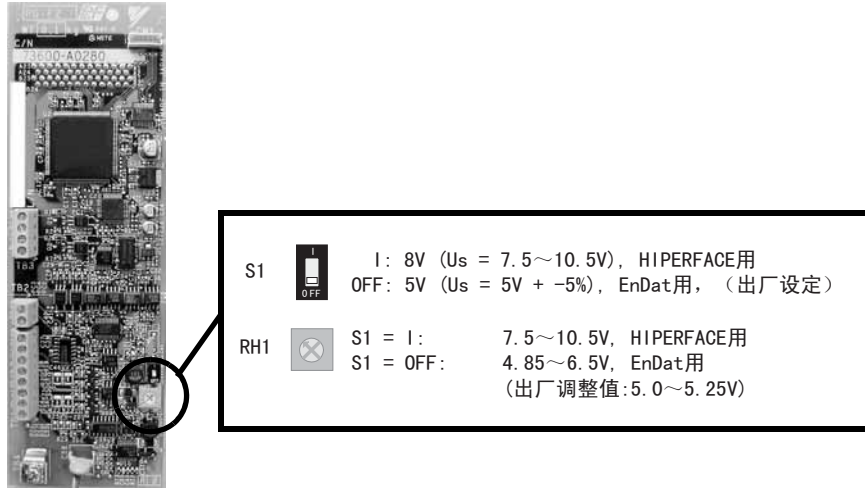 C/N
73600-A0280
TB3
TB2
S1
I
OFF
I: 8V (Us = 7.5～10.5V), HIPERFACE用
OFF: 5V (Us = 5V + -5%), EnDat用, （出厂设定）
RH1
S1 = I: 7.5～10.5V, HIPERFACE用
S1 = OFF: 4.85～6.5V, EnDat用
(出厂调整值:5.0～5.25V)